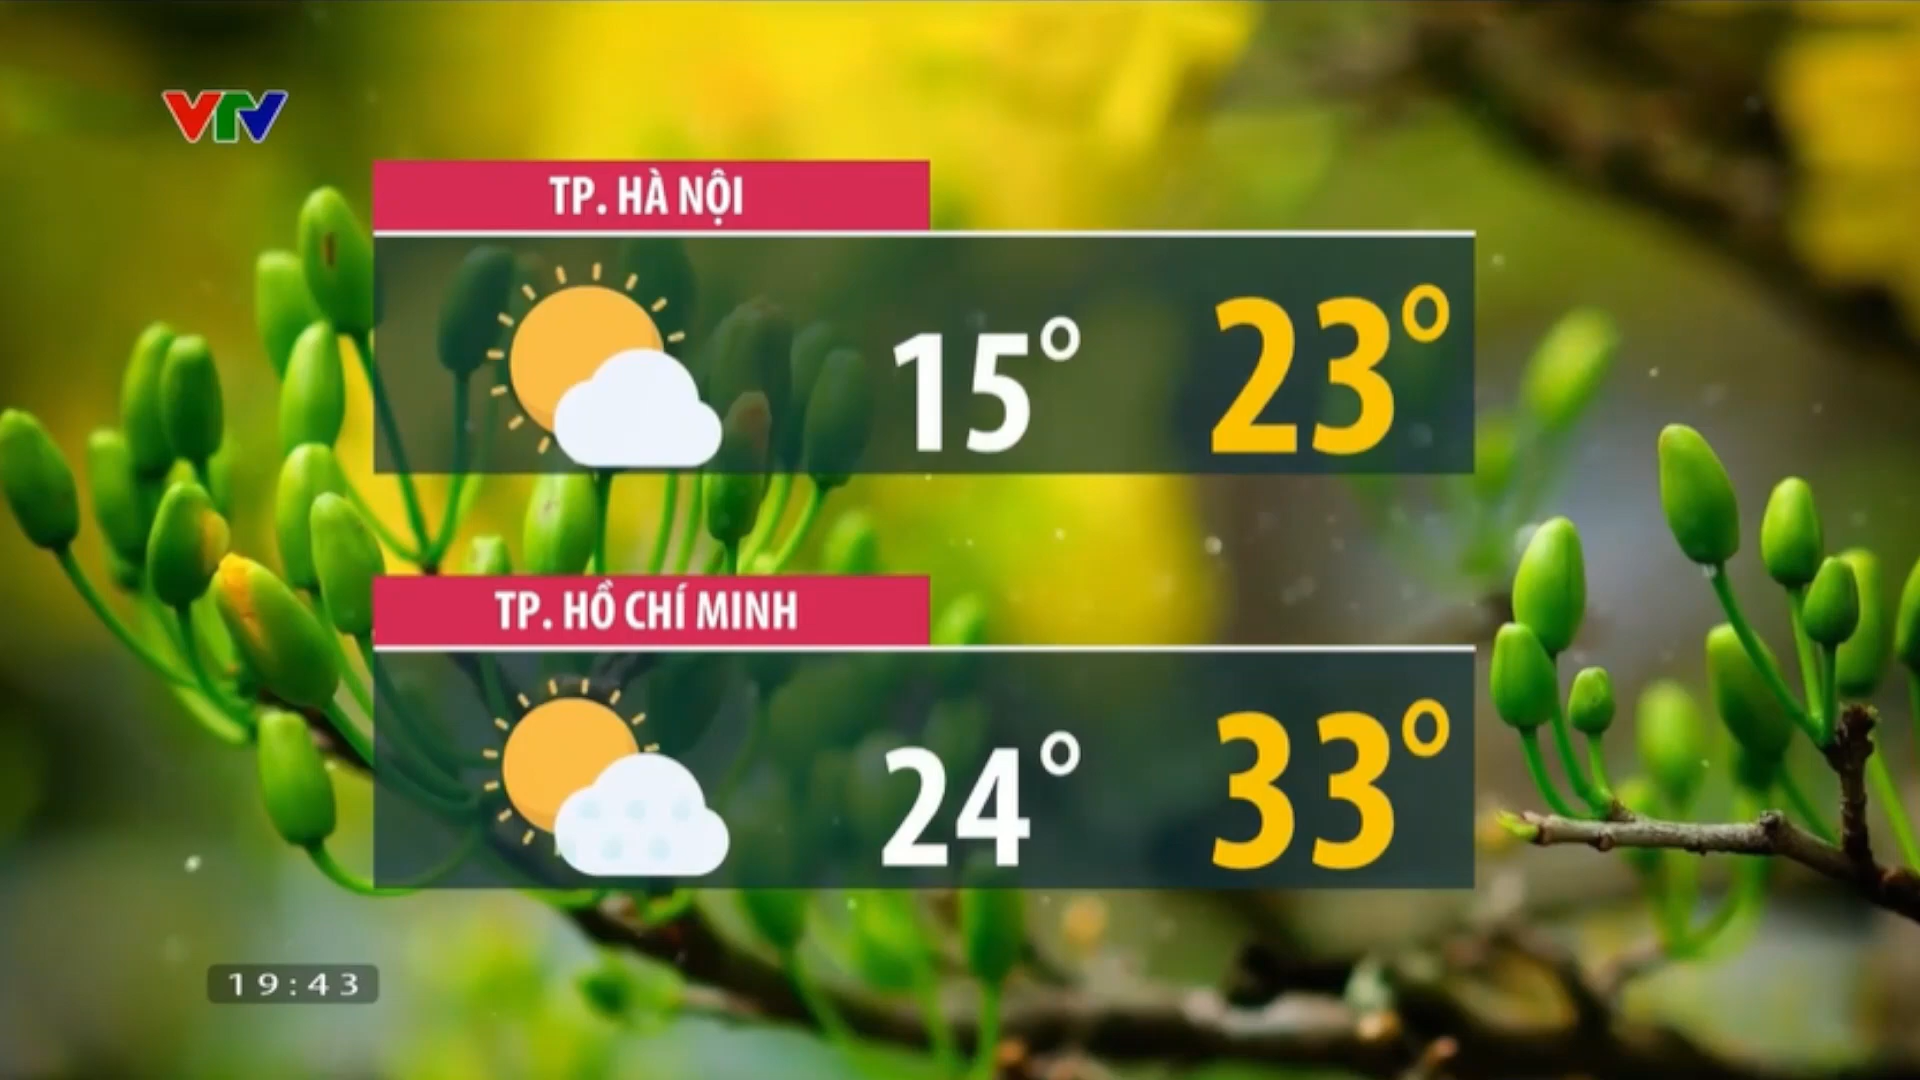 VTV
TP. HÀ NỘI
15° 23°
TP. HỒ CHÍ MINH
24° 33°
19:43